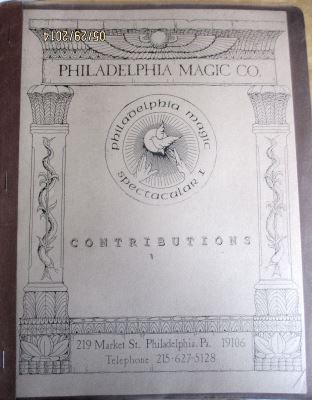 05/29/2014
PHILADELPHIA MAGIC CO.
philadelphia magic
spectacular I
CONTRIBUTIONS
219 Market St. Philadelphia, Pa. 19106
Telephone 215-627-5128